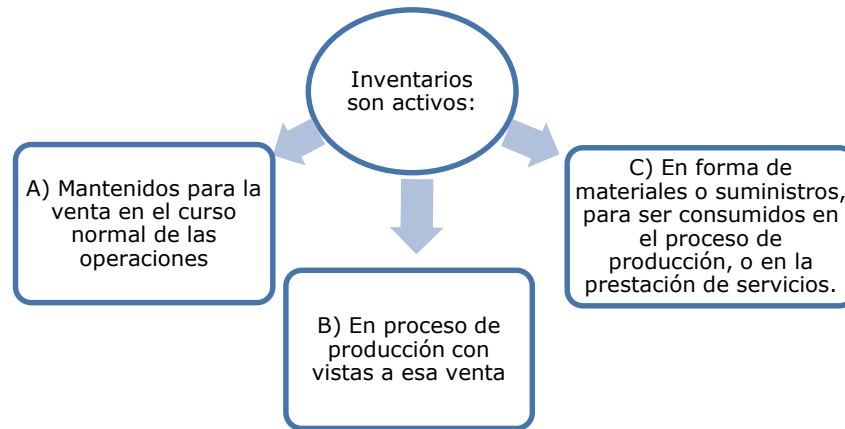 Inventarios
son activos:
A) Mantenidos para la
venta en el curso
normal de las
operaciones
B) En proceso de
producción con
vistas a esa venta
C) En forma de
materiales o suministros,
para ser consumidos en
el proceso de
producción, o en la
prestación de servicios.